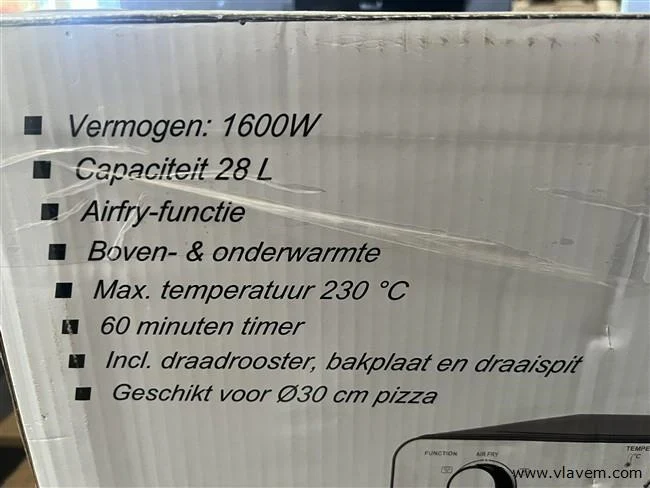 Vermogen: 1600W
Capaciteit 28 L
Airfry-functie
Boven- & onderwarmte
Max. temperatuur 230 °C
60 minuten timer
Incl. draadrooster, bakplaat en draaispit
Geschikt voor Ø30 cm pizza
FUNCTION
AIR FRY
°C
www.vlavem.com